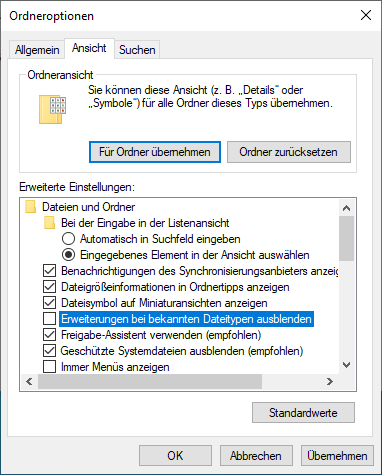 Ordneroptionen
Allgemein Ansicht Suchen
Ordneransicht
Sie können diese Ansicht (z. B. „Details“ oder
„Symbole“) für alle Ordner dieses Typs übernehmen.
Für Ordner übernehmen Ordner zurücksetzen
Erweiterte Einstellungen:
Dateien und Ordner
Bei der Eingabe in der Listenansicht
Automatisch in Suchfeld eingeben
Eingegebenes Element in der Ansicht auswählen
Benachrichtigungen des Synchronisierungsanbieters anzeig
Dateigrößeinformationen in Ordnertipps anzeigen
Dateisymbol auf Miniaturansichten anzeigen
Erweiterungen bei bekannten Dateitypen ausblenden
Freigabe-Assistent verwenden (empfohlen)
Geschützte Systemdateien ausblenden (empfohlen)
Immer Menüs anzeigen
Standardwerte
OK Abbrechen Übernehmen